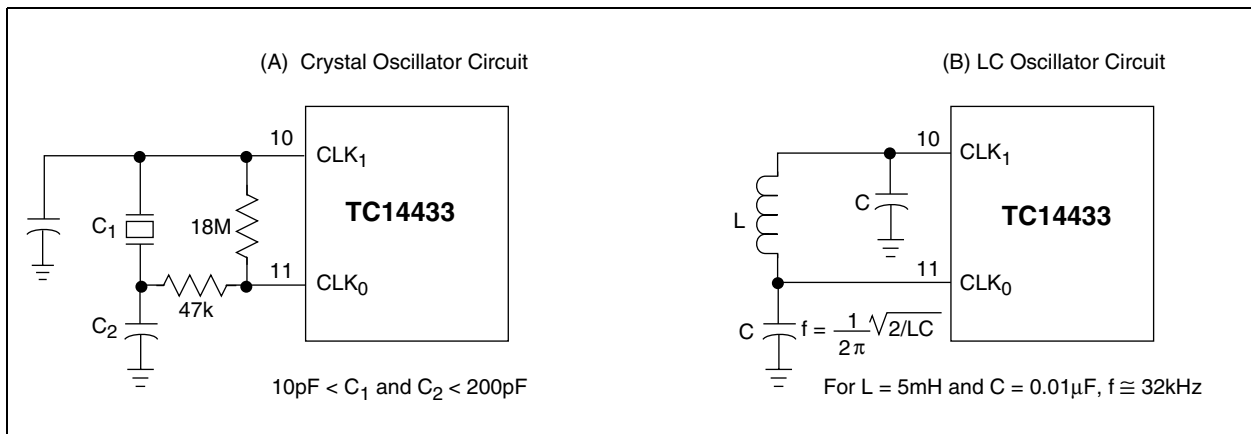 (A) Crystal Oscillator Circuit
10
CLK₁
TC14433
C₁
18M
11
CLK₀
47k
C₂
10pF < C₁ and C₂ < 200pF
(B) LC Oscillator Circuit
10
CLK₁
C
TC14433
L
11
CLK₀
C
f = 1/2π √2/LC
For L = 5mH and C = 0.01μF, f ≅ 32kHz